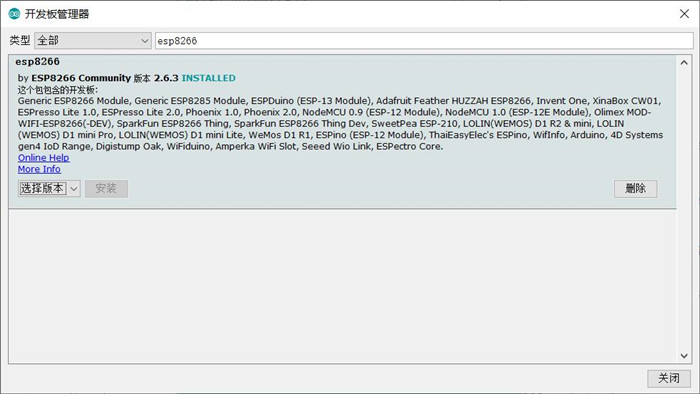 开发板管理器
类型 全部 esp8266
esp8266
by ESP8266 Community 版本 2.6.3 INSTALLED
这个包包含的开发板:
Generic ESP8266 Module, Generic ESP8285 Module, ESPDuino (ESP-13 Module), Adafruit Feather HUZZAH ESP8266, Invent One, XinaBox CW01,
ESPresso Lite 1.0, ESPresso Lite 2.0, Phoenix 1.0, Phoenix 2.0, NodeMCU 0.9 (ESP-12 Module), NodeMCU 1.0 (ESP-12E Module), Olimex MOD-
WIFI-ESP8266(-DEV), SparkFun ESP8266 Thing, SparkFun ESP8266 Thing Dev, SweetPea ESP-210, LOLIN(WEMOS) D1 R2 & mini, LOLIN
(WEMOS) D1 mini Pro, LOLIN(WEMOS) D1 mini Lite, WeMos D1 R1, ESPino (ESP-12 Module), ThaiEasyElec's ESPino, WifInfo, Arduino, 4D Systems
gen4 IoD Range, Digistump Oak, WiFiduino, Amperka WiFi Slot, Seeed Wio Link, ESPectro Core.
Online Help
More Info
选择版本 安装 删除
关闭